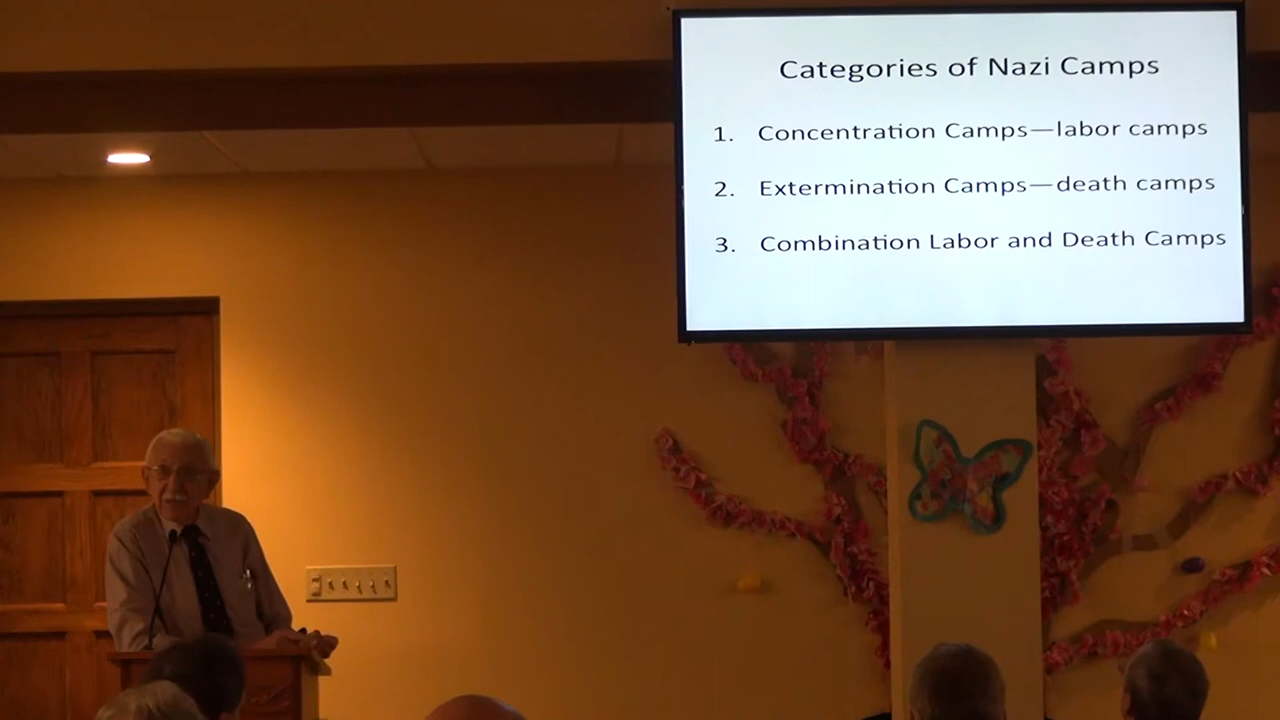 Categories of Nazi Camps
1. Concentration Camps—labor camps
2. Extermination Camps—death camps
3. Combination Labor and Death Camps